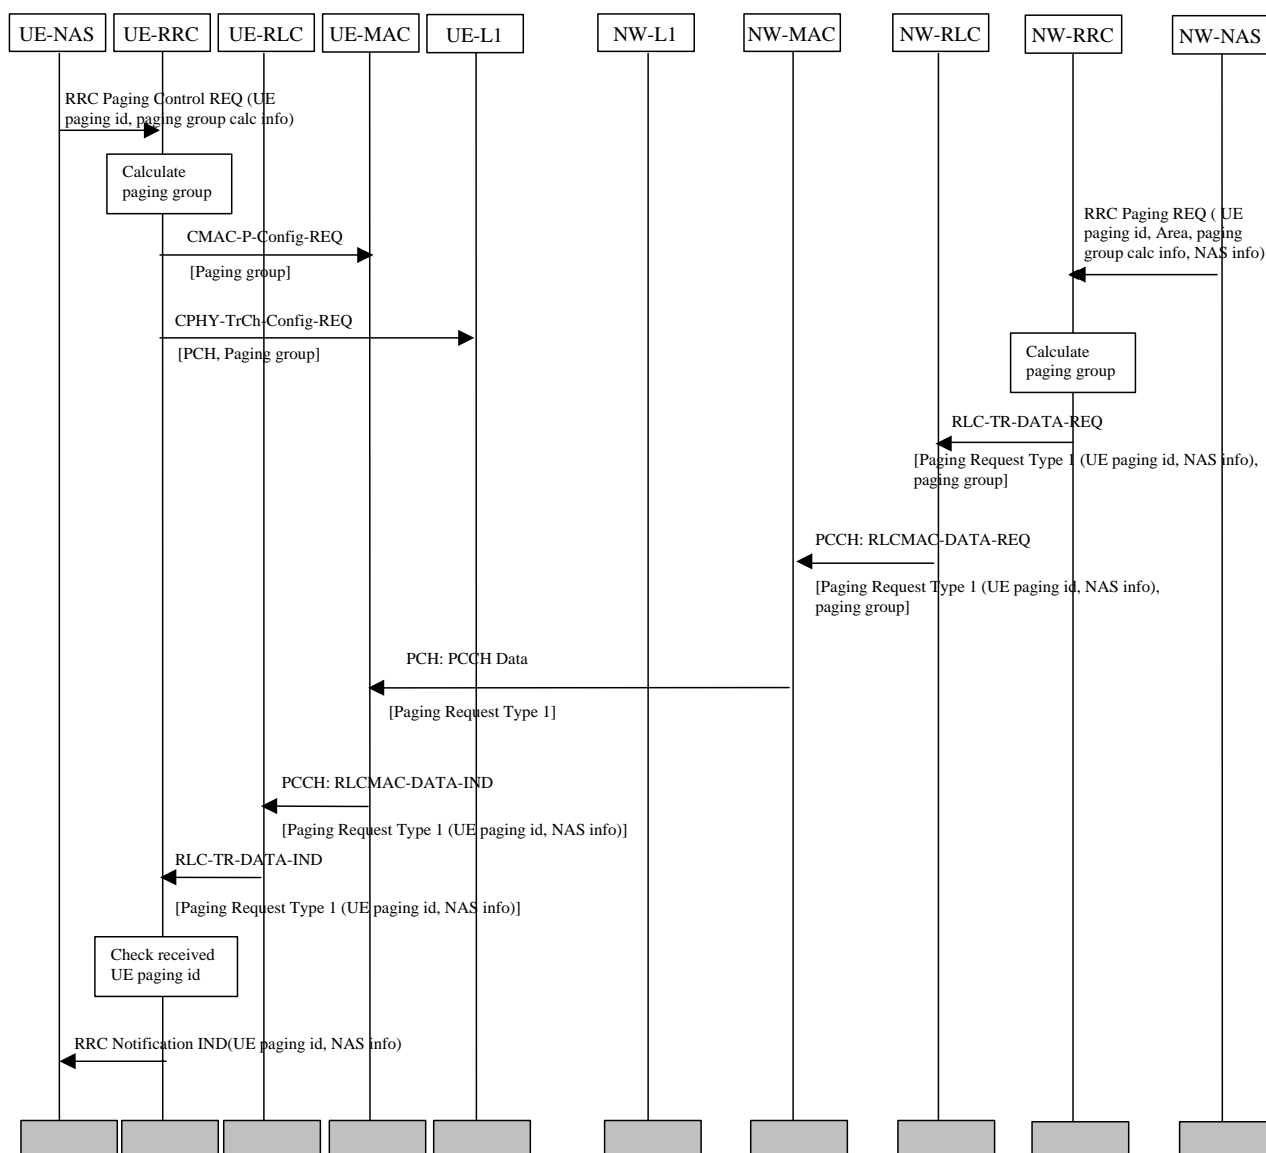 UE-NAS
UE-RRC
UE-RLC
UE-MAC
UE-L1
NW-L1
NW-MAC
NW-RLC
NW-RRC
NW-NAS
RRC Paging Control REQ (UE
paging id, paging group calc info)
Calculate
paging group
RRC Paging REQ ( UE
paging id, Area, paging
group calc info, NAS info)
CMAC-P-Config-REQ
[Paging group]
CPHY-TrCh-Config-REQ
[PCH, Paging group]
Calculate
paging group
RLC-TR-DATA-REQ
[Paging Request Type 1 (UE paging id, NAS info),
paging group]
PCCH: RLCMAC-DATA-REQ
[Paging Request Type 1 (UE paging id, NAS info),
paging group]
PCH: PCCH Data
[Paging Request Type 1]
PCCH: RLCMAC-DATA-IND
[Paging Request Type 1 (UE paging id, NAS info)]
RLC-TR-DATA-IND
[Paging Request Type 1 (UE paging id, NAS info)]
Check received
UE paging id
RRC Notification IND(UE paging id, NAS info)